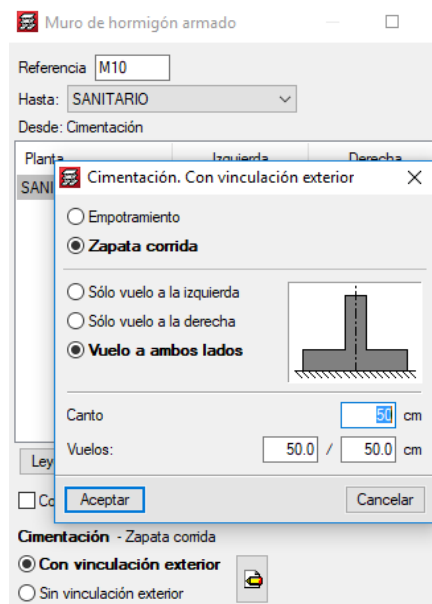 Muro de hormigón armado
Referencia M10
Hasta: SANITARIO
Desde: Cimentación
Planta Izquierda Derecha
SANI
Cimentación. Con vinculación exterior
Empotramiento
Zapata corrida
Sólo vuelo a la izquierda
Sólo vuelo a la derecha
Vuelo a ambos lados
Canto 50 cm
Vuelos: 50.0 / 50.0 cm
Ley
Co
Aceptar Cancelar
Cimentación - Zapata corrida
Con vinculación exterior
Sin vinculación exterior